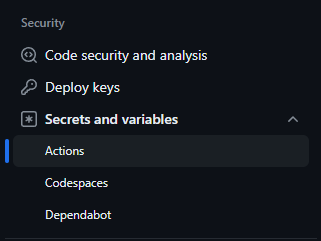 Security
Code security and analysis
Deploy keys
Secrets and variables
Actions
Codespaces
Dependabot